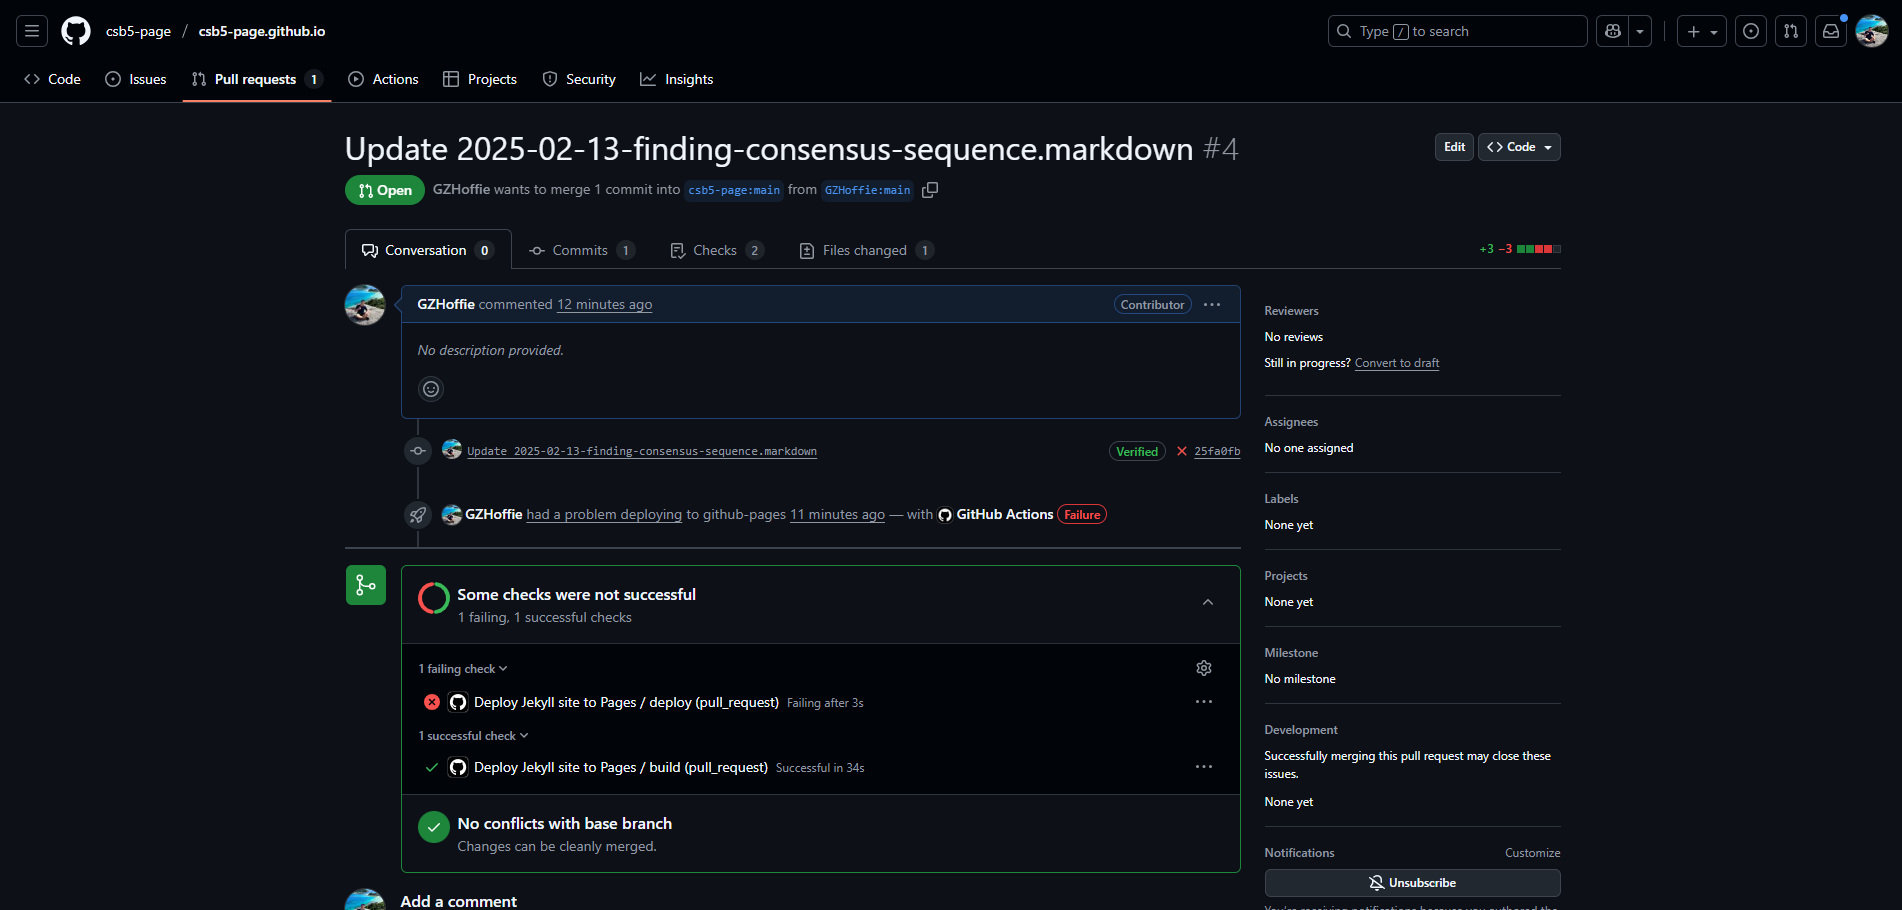 csb5-page / csb5-page.github.io
Type / to search
Code
Issues
Pull requests 1
Actions
Projects
Security
Insights
Update 2025-02-13-finding-consensus-sequence.markdown #4
Edit
Code
Open
GZHoffie wants to merge 1 commit into csb5-page:main from GZHoffie:main
Conversation 0
Commits 1
Checks 2
Files changed 1
+3 −3
GZHoffie commented 12 minutes ago
Contributor
No description provided.
Update 2025-02-13-finding-consensus-sequence.markdown
Verified
25fa0fb
GZHoffie had a problem deploying to github-pages 11 minutes ago — with GitHub Actions Failure
Some checks were not successful
1 failing, 1 successful checks
1 failing check
Deploy Jekyll site to Pages / deploy (pull_request) Failing after 3s
1 successful check
Deploy Jekyll site to Pages / build (pull_request) Successful in 34s
No conflicts with base branch
Changes can be cleanly merged.
Add a comment
Reviewers
No reviews
Still in progress? Convert to draft
Assignees
No one assigned
Labels
None yet
Projects
None yet
Milestone
No milestone
Development
Successfully merging this pull request may close these
issues.
None yet
Notifications
Customize
Unsubscribe
You're receiving notifications because you authored the